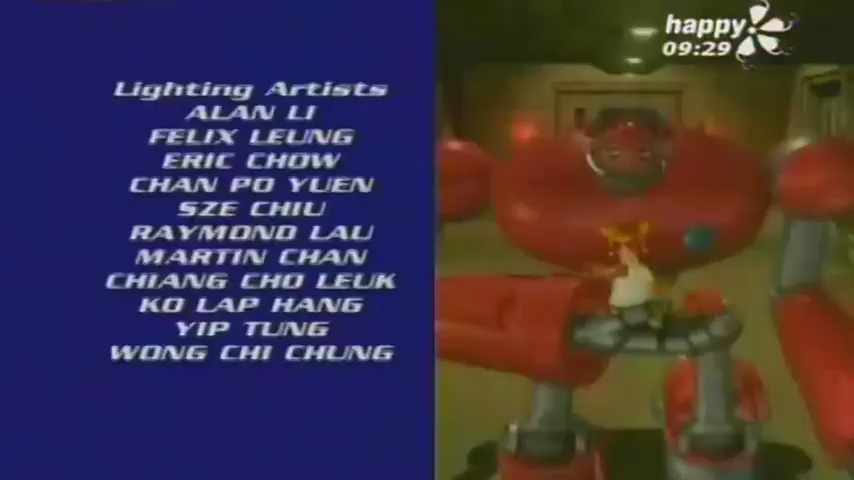 happy
09:29
Lighting Artists
ALAN LI
FELIX LEUNG
ERIC CHOW
CHAN PO YUEN
SZE CHIU
RAYMOND LAU
MARTIN CHAN
CHIANG CHO LEUK
KO LAP HANG
YIP TUNG
WONG CHI CHUNG